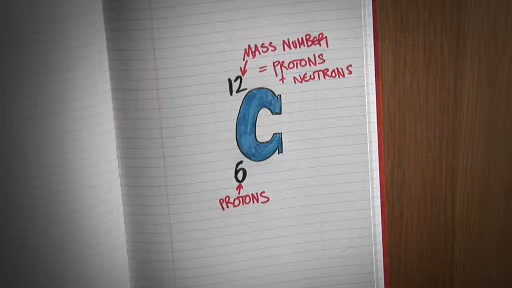 MASS NUMBER
= PROTONS
+ NEUTRONS
12
C
6
PROTONS